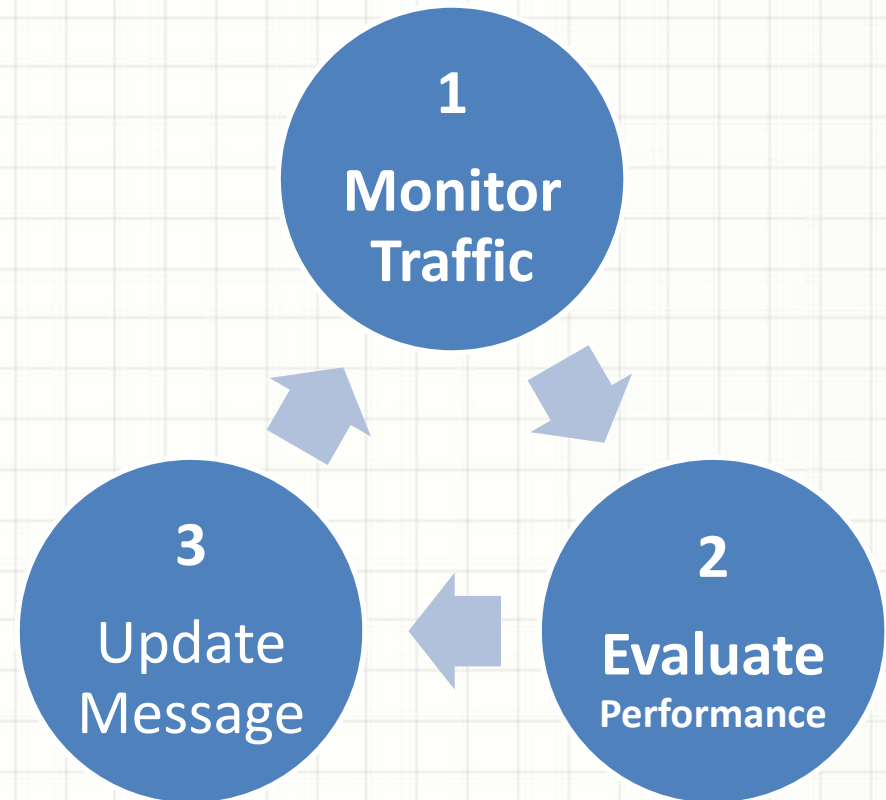 1
Monitor
Traffic
2
Evaluate
Performance
3
Update
Message